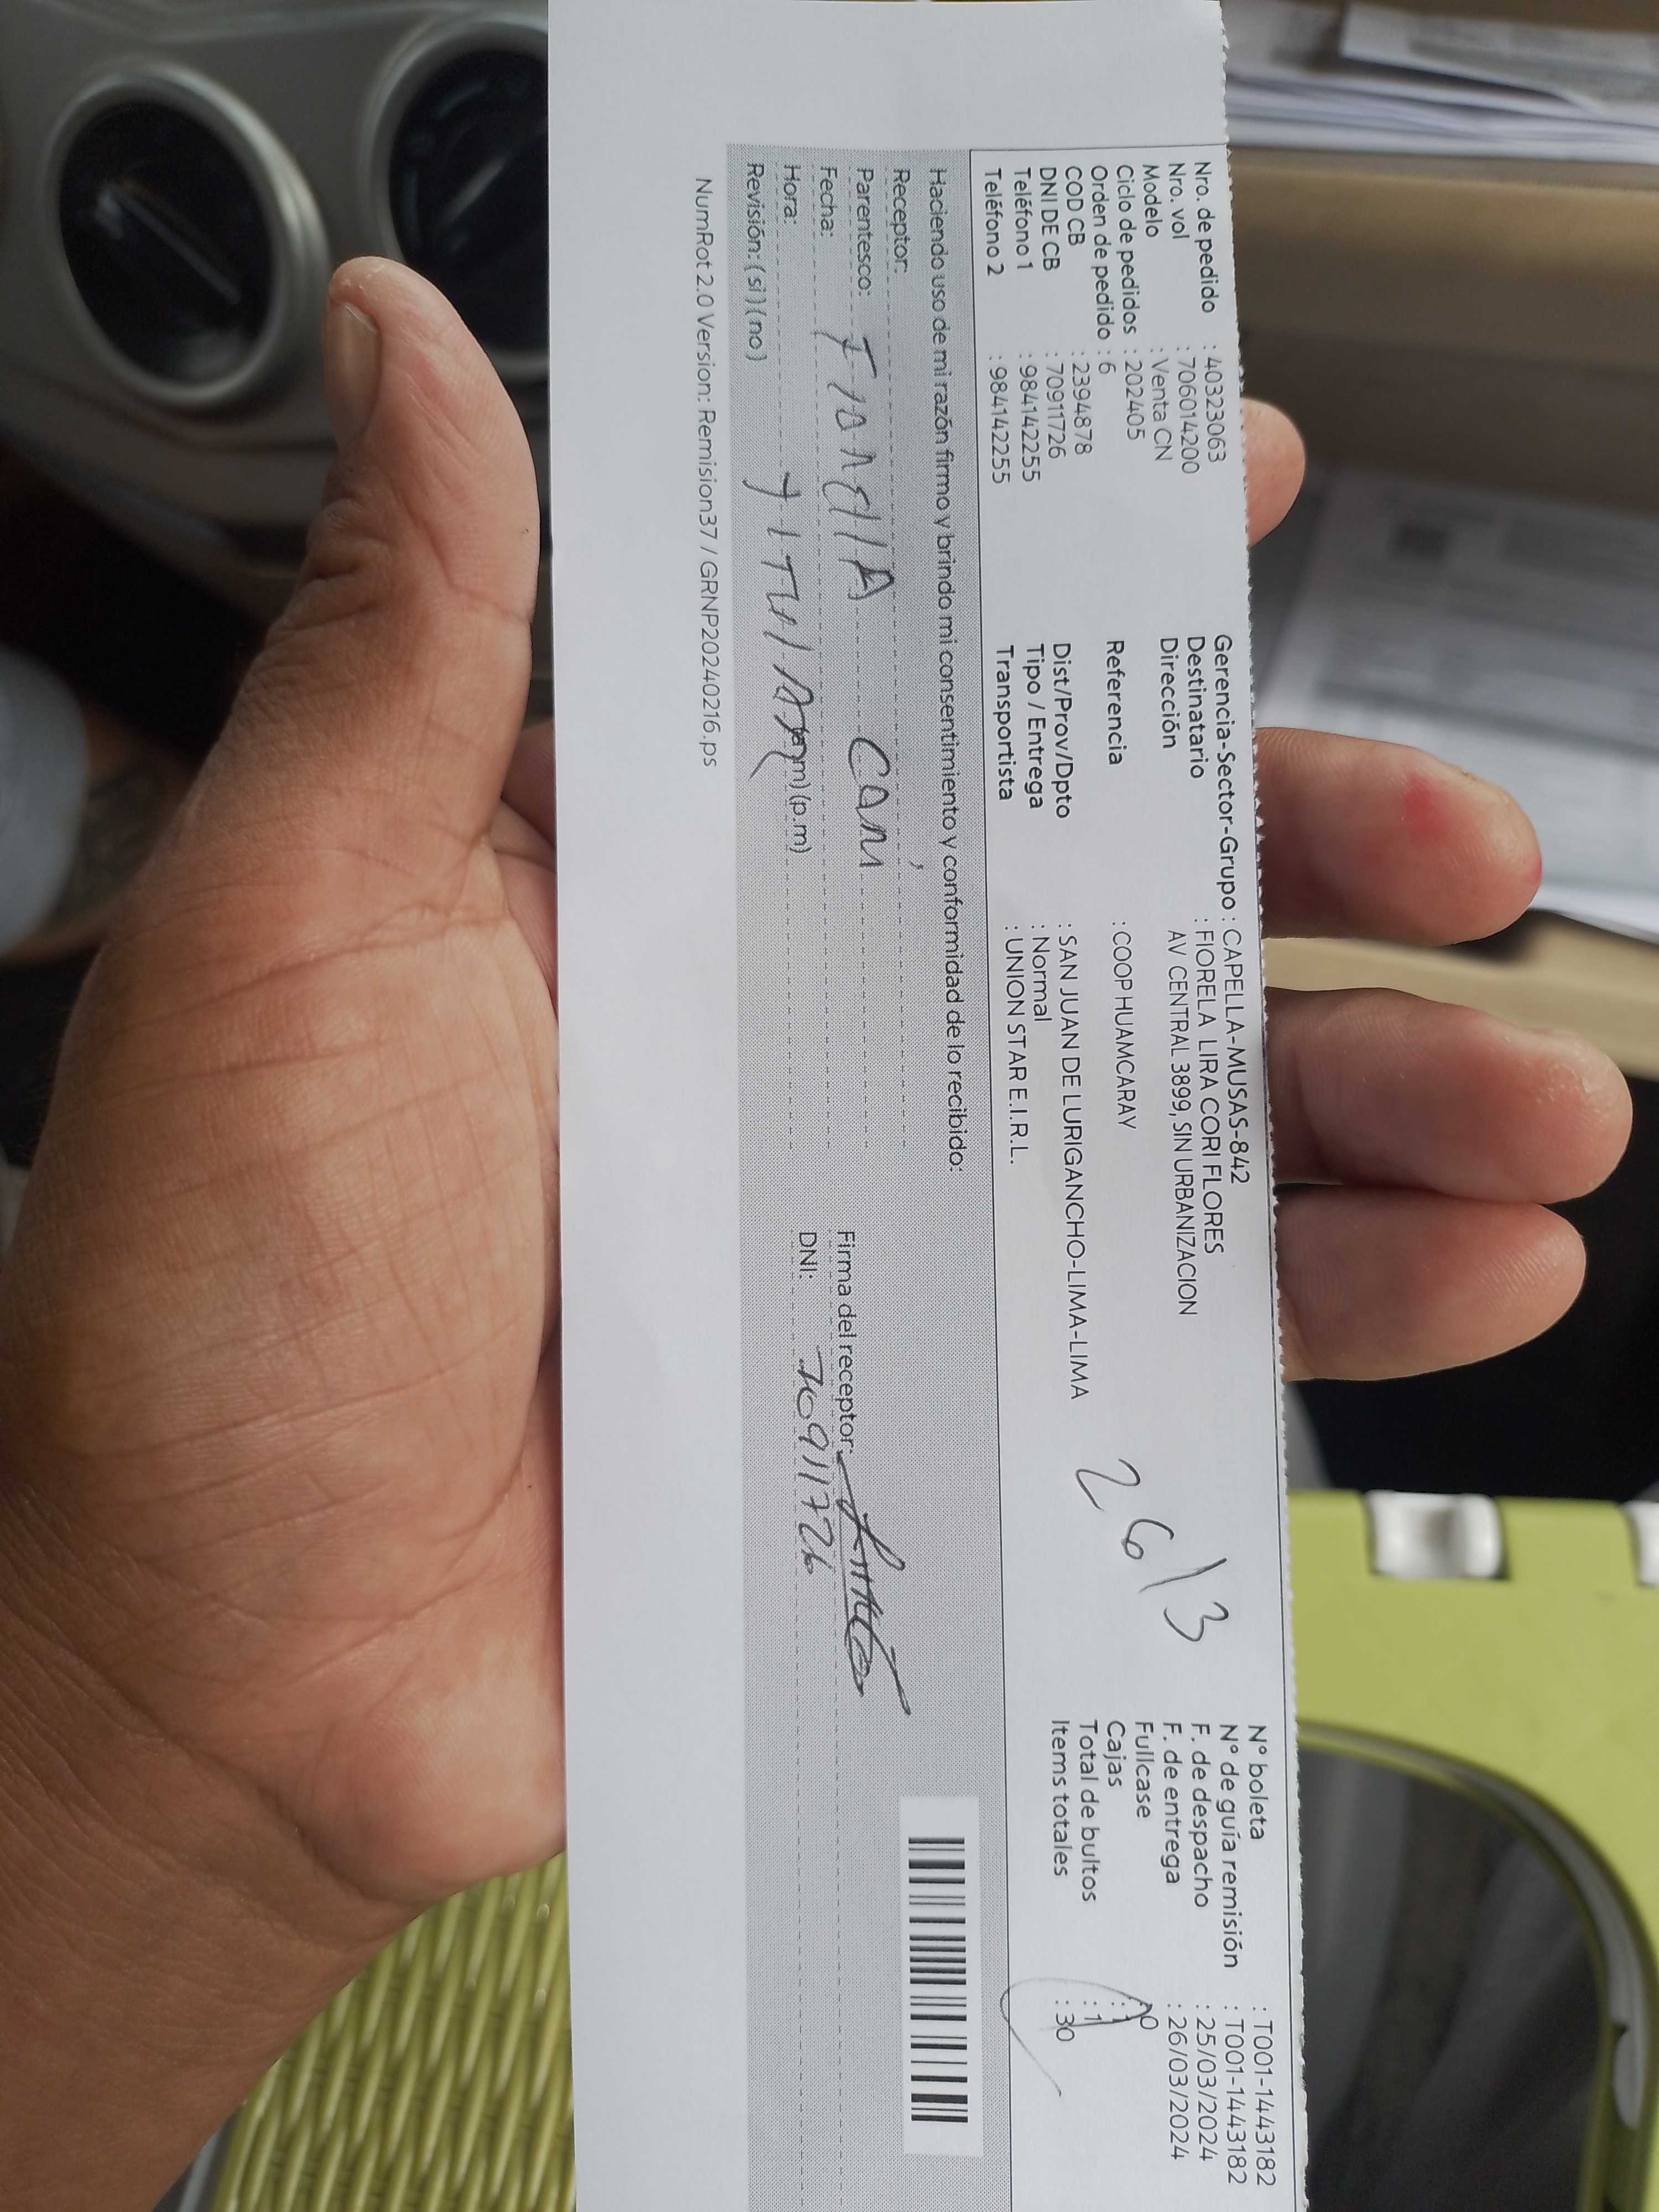 Nro. de pedido : 40323063
Nro. vol : 706014200
Modelo : Venta CN
Ciclo de pedidos : 202405
Orden de pedido : 6
COD CB : 2394878
DNI DE CB : 70911726
Teléfono 1 : 984142255
Teléfono 2 : 984142255
Gerencia-Sector-Grupo : CAPELLA-MUSAS-842
Destinatario : FIORELA LIRA CORI FLORES
Dirección AV CENTRAL 3899, SIN URBANIZACION
Referencia : COOP HUAMCARAY
Dist/Prov/Dpto : SAN JUAN DE LURIGANCHO-LIMA-LIMA
Tipo / Entrega : Normal
Transportista : UNION STAR E.I.R.L.
26/3
N° boleta : T001-1443182
N° de guía remisión : T001-1443182
F. de despacho : 25/03/2024
F. de entrega : 26/03/2024
Fullcase : 0
Cajas : 1
Total de bultos : 1
Items totales : 30
Haciendo uso de mi razón firmo y brindo mi consentimiento y conformidad de lo recibido:
Receptor:
Parentesco:
Fecha:
Hora: (p.m)
Revisión: (si) (no)
Firma del receptor:
DNI: 70911726
NumRot 2.0 Version: Remision37 / GRNP20240216.ps